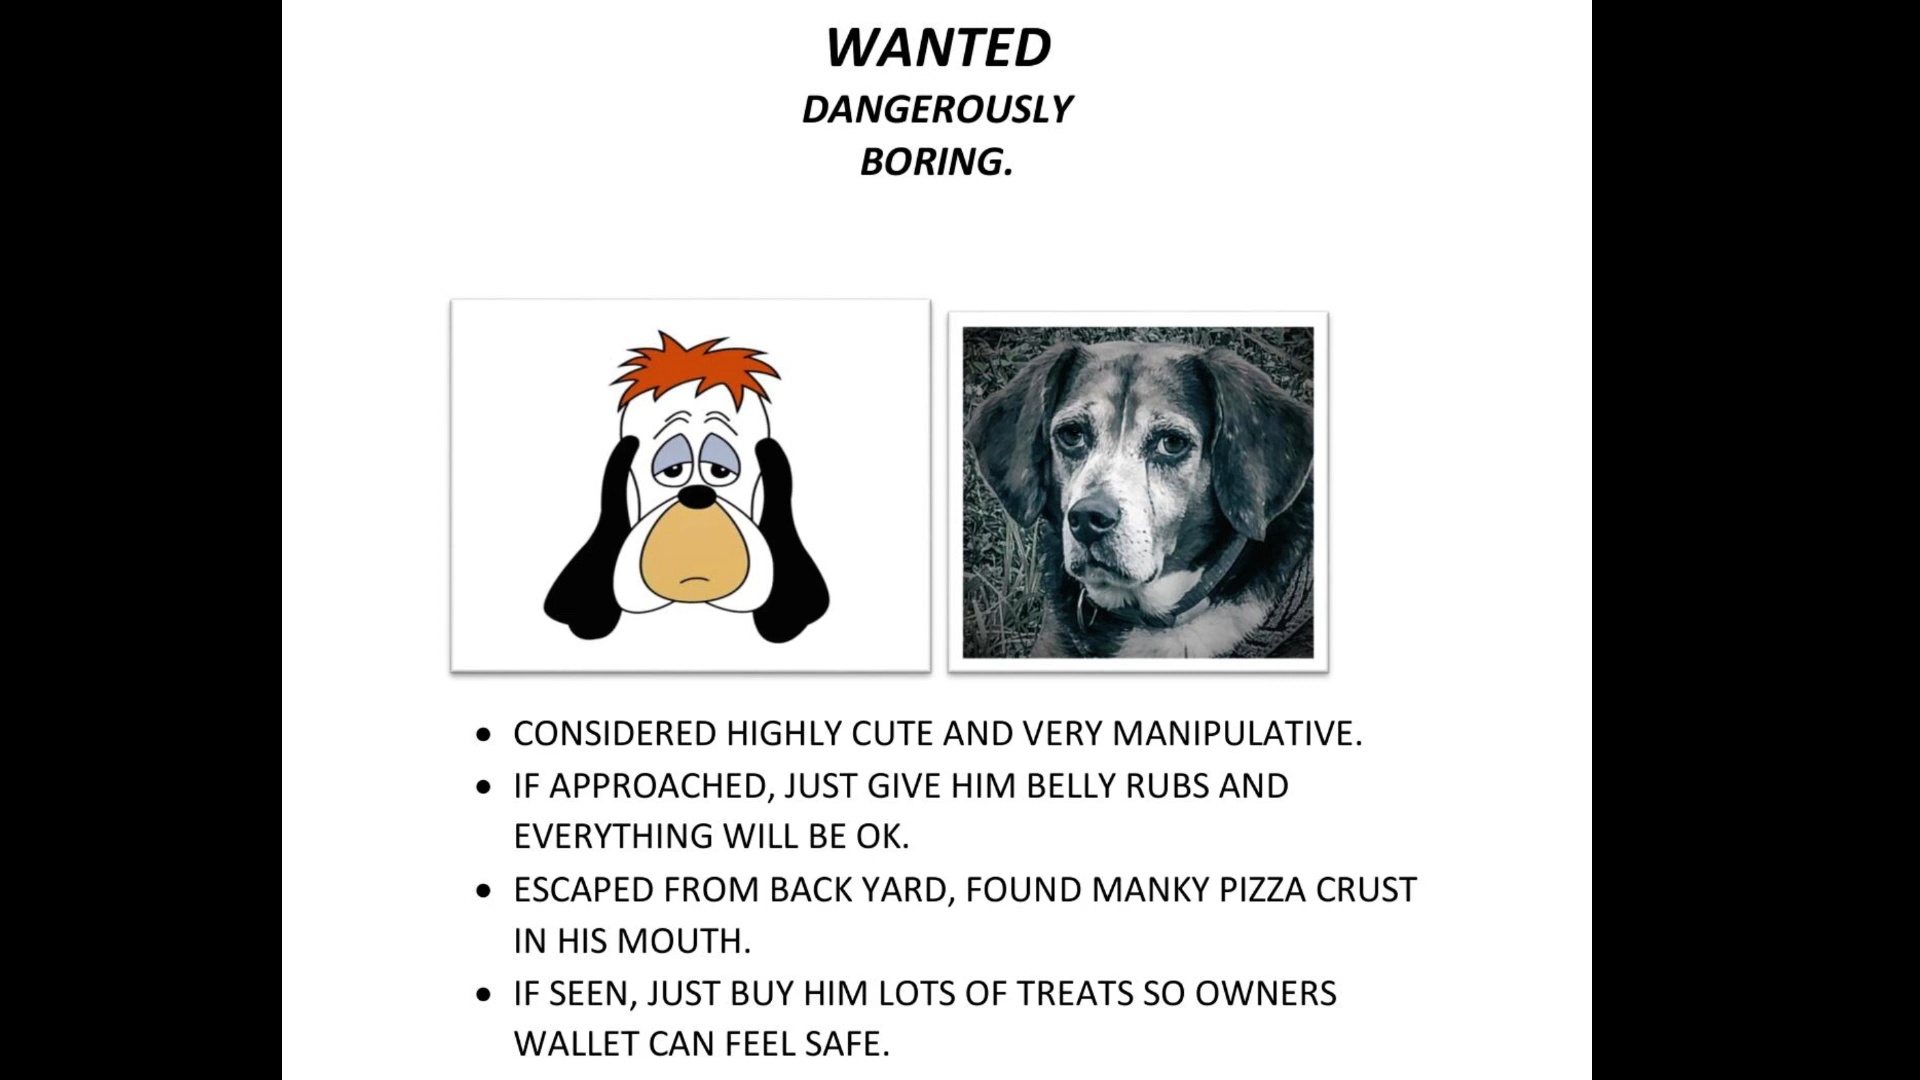 WANTED
DANGEROUSLY
BORING.
• CONSIDERED HIGHLY CUTE AND VERY MANIPULATIVE.
• IF APPROACHED, JUST GIVE HIM BELLY RUBS AND
EVERYTHING WILL BE OK.
• ESCAPED FROM BACK YARD, FOUND MANKY PIZZA CRUST
IN HIS MOUTH.
• IF SEEN, JUST BUY HIM LOTS OF TREATS SO OWNERS
WALLET CAN FEEL SAFE.